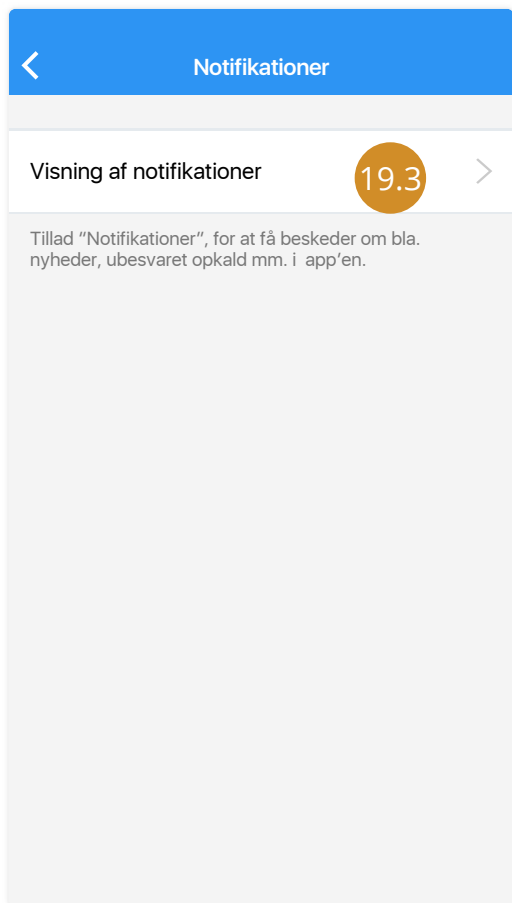 Notifikationer
Visning af notifikationer 19.3
Tillad ”Notifikationer”, for at få beskeder om bla.
nyheder, ubesvaret opkald mm. i  app’en.